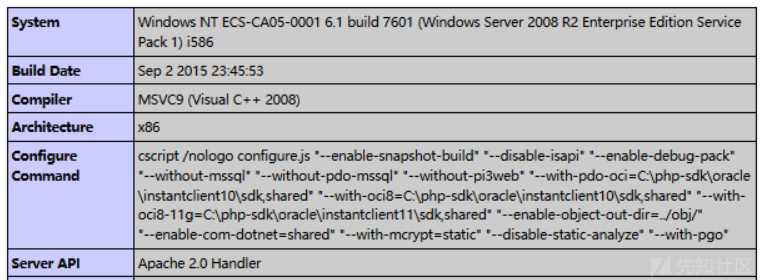 System Windows NT ECS-CA05-0001 6.1 build 7601 (Windows Server 2008 R2 Enterprise Edition Service
Pack 1) i586
Build Date Sep 2 2015 23:45:53
Compiler MSVC9 (Visual C++ 2008)
Architecture x86
Configure Command cscript /nologo configure.js "--enable-snapshot-build" "--disable-isapi" "--enable-debug-pack"
"--without-mssql" "--without-pdo-mssql" "--without-pi3web" "--with-pdo-oci=C:\php-sdk\oracle
\instantclient10\sdk,shared" "--with-oci8=C:\php-sdk\oracle\instantclient10\sdk,shared" "--with-
oci8-11g=C:\php-sdk\oracle\instantclient11\sdk,shared" "--enable-object-out-dir=../obj/"
"--enable-com-dotnet=shared" "--with-mcrypt=static" "--disable-static-analyze" "--with-pgo"
Server API Apache 2.0 Handler
先知社区